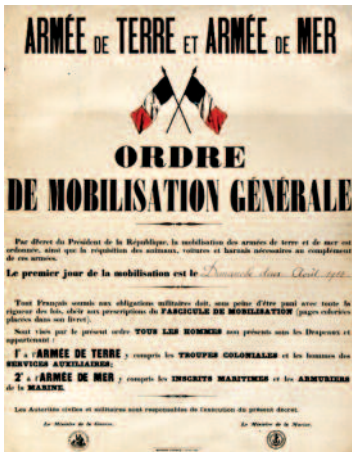 ARMÉE DE TERRE ET ARMÉE DE MER
ORDRE
DE MOBILISATION GÉNÉRALE
Par décret du Président de la République, la mobilisation des armées de terre et de mer est
ordonnée, ainsi que la réquisition des animaux, voitures et harnais nécessaires au complément
de ces armées.
Le premier jour de la mobilisation est le Dimanche deux Août 1914
Tout Français soumis aux obligations militaires doit, sous peine d'être puni avec toute la
rigueur des lois, obéir aux prescriptions du FASCICULE DE MOBILISATION (pages coloriées
placées dans son livret).
Sont visés par le présent ordre TOUS LES HOMMES non présents sous les Drapeaux et
appartenant :
1° à l'ARMÉE DE TERRE y compris les TROUPES COLONIALES et les hommes des
SERVICES AUXILIAIRES;
2° à l'ARMÉE DE MER y compris les INSCRITS MARITIMES et les ARMURIERS
de la MARINE.
Les Autorités civiles et militaires sont responsables de l'exécution du présent décret.
Le Ministre de la Guerre, Le Ministre de la Marine,